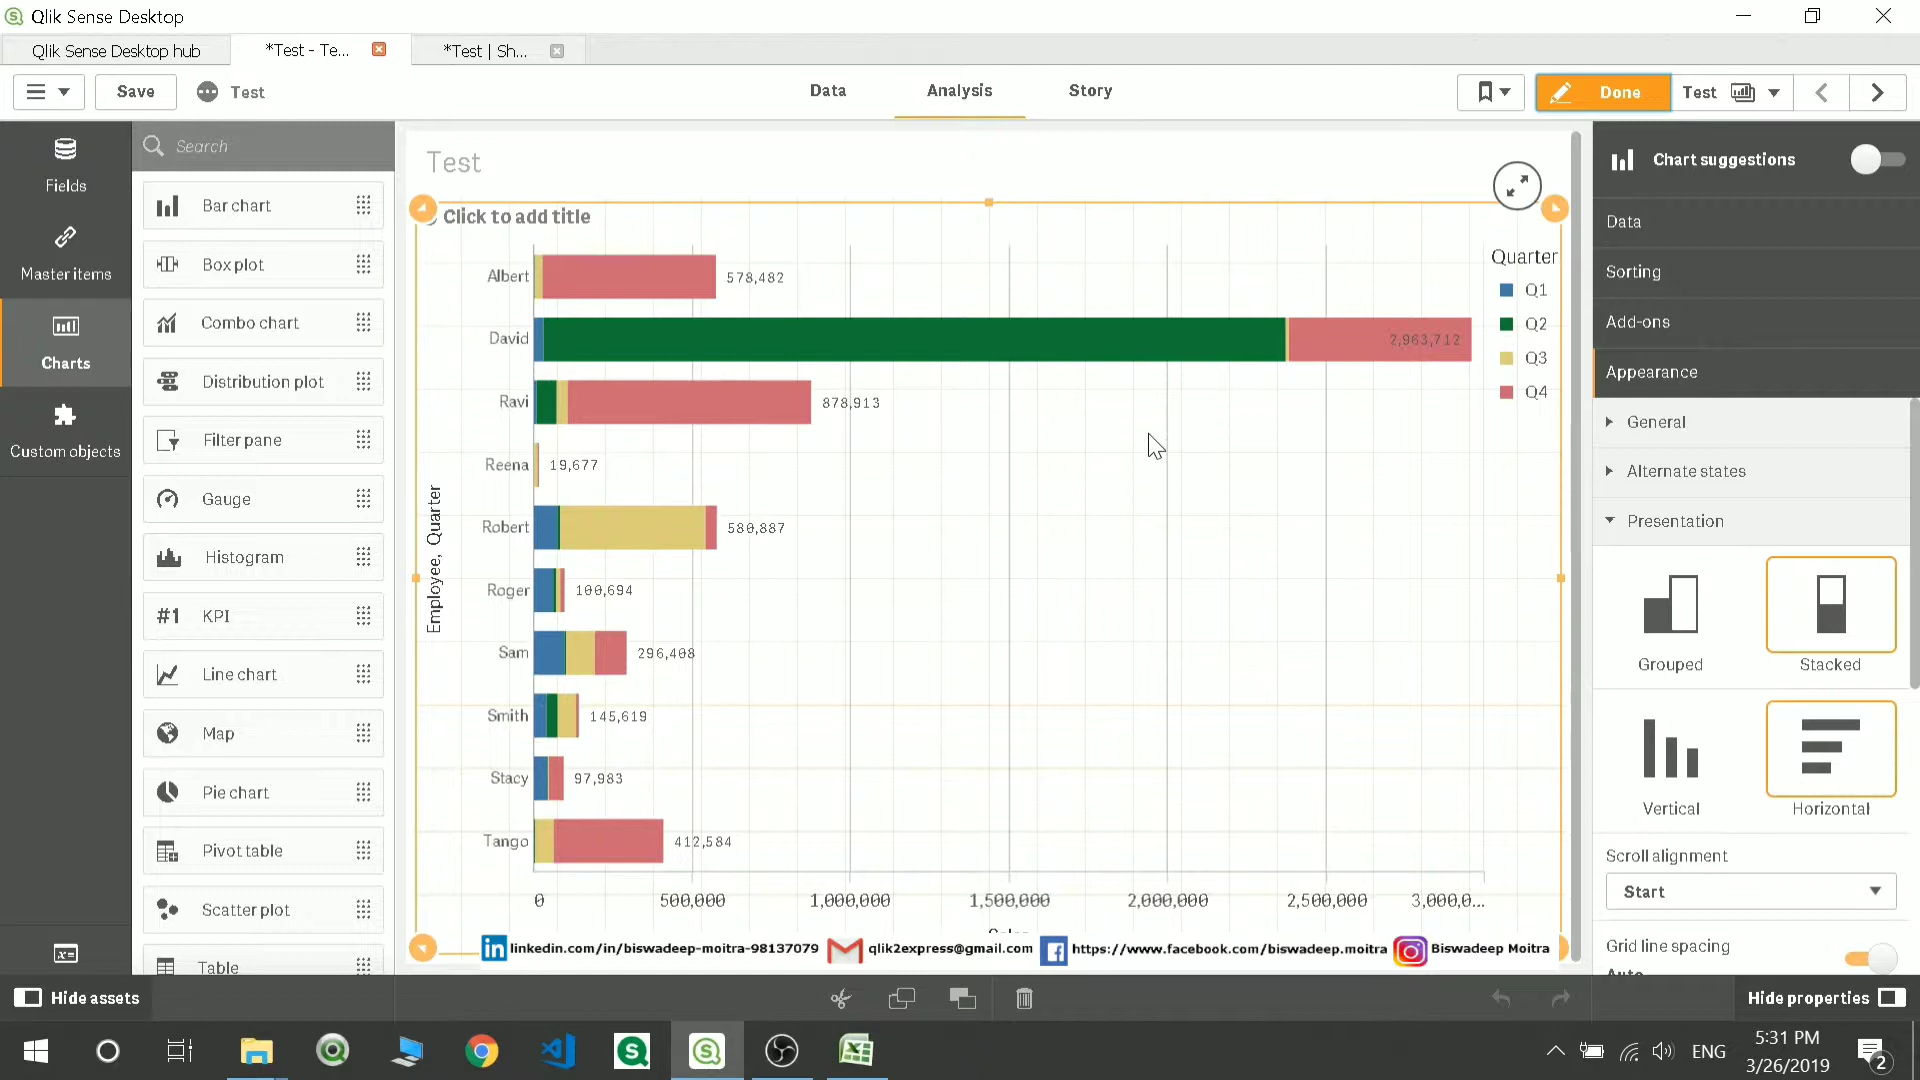 Qlik Sense Desktop
Qlik Sense Desktop hub
*Test - Te...
*Test | Sh...
Save
Test
Data
Analysis
Story
Done
Test
Fields
Master items
Charts
Custom objects
Search
Bar chart
Box plot
Combo chart
Distribution plot
Filter pane
Gauge
Histogram
#1 KPI
Line chart
Map
Pie chart
Pivot table
Scatter plot
Table
Test
Click to add title
Employee, Quarter
Albert 578,482
David 2,963,712
Ravi 878,913
Reena 19,677
Robert 580,887
Roger 100,694
Sam 296,408
Smith 145,619
Stacy 97,983
Tango 412,584
0 500,000 1,000,000 1,500,000 2,000,000 2,500,000 3,000,0...
Quarter
Q1
Q2
Q3
Q4
linkedin.com/in/biswadeep-moitra-98137079 qlik2express@gmail.com https://www.facebook.com/biswadeep.moitra Biswadeep Moitra
Chart suggestions
Data
Sorting
Add-ons
Appearance
General
Alternate states
Presentation
Grouped
Stacked
Vertical
Horizontal
Scroll alignment
Start
Grid line spacing
Hide assets
Hide properties
ENG
5:31 PM
3/26/2019
2